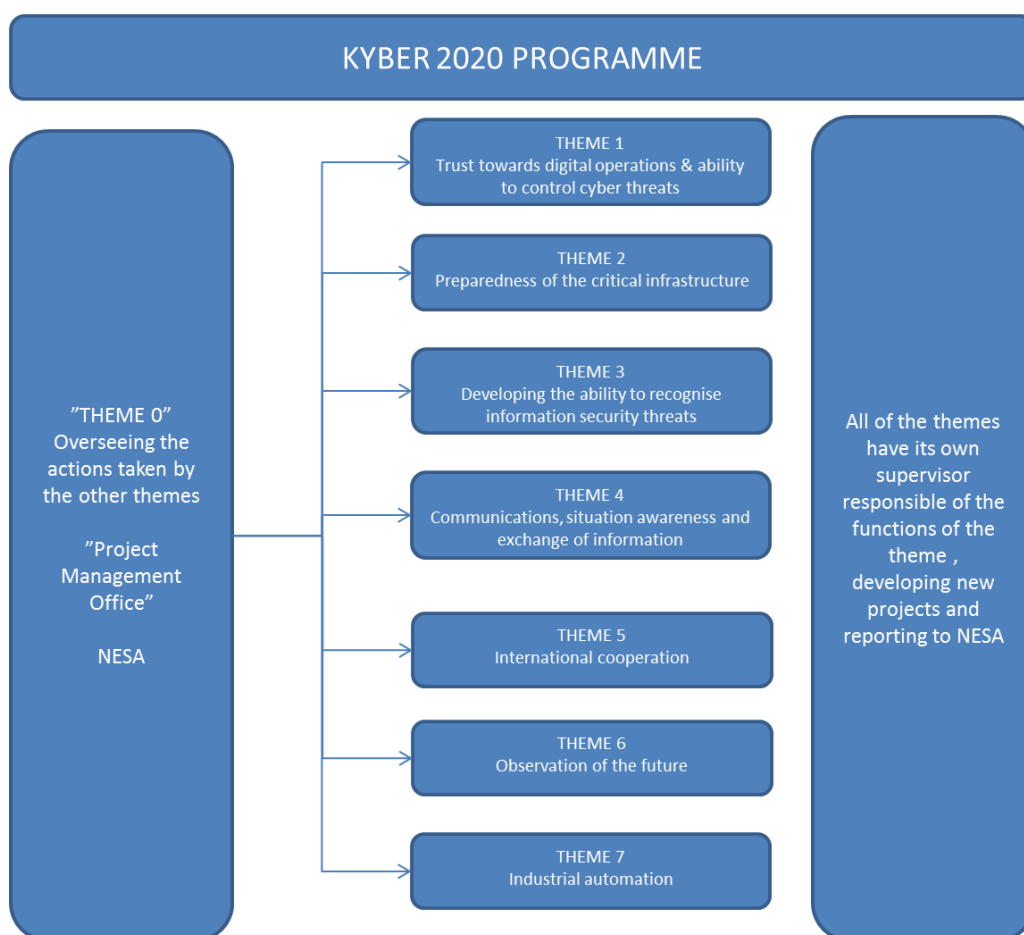 KYBER 2020 PROGRAMME
”THEME 0”
Overseeing the
actions taken by
the other themes
”Project
Management
Office”
NESA
THEME 1
Trust towards digital operations & ability
to control cyber threats
THEME 2
Preparedness of the critical infrastructure
THEME 3
Developing the ability to recognise
information security threats
THEME 4
Communications, situation awareness and
exchange of information
THEME 5
International cooperation
THEME 6
Observation of the future
THEME 7
Industrial automation
All of the themes
have its own
supervisor
responsible of the
functions of the
theme ,
developing new
projects and
reporting to NESA